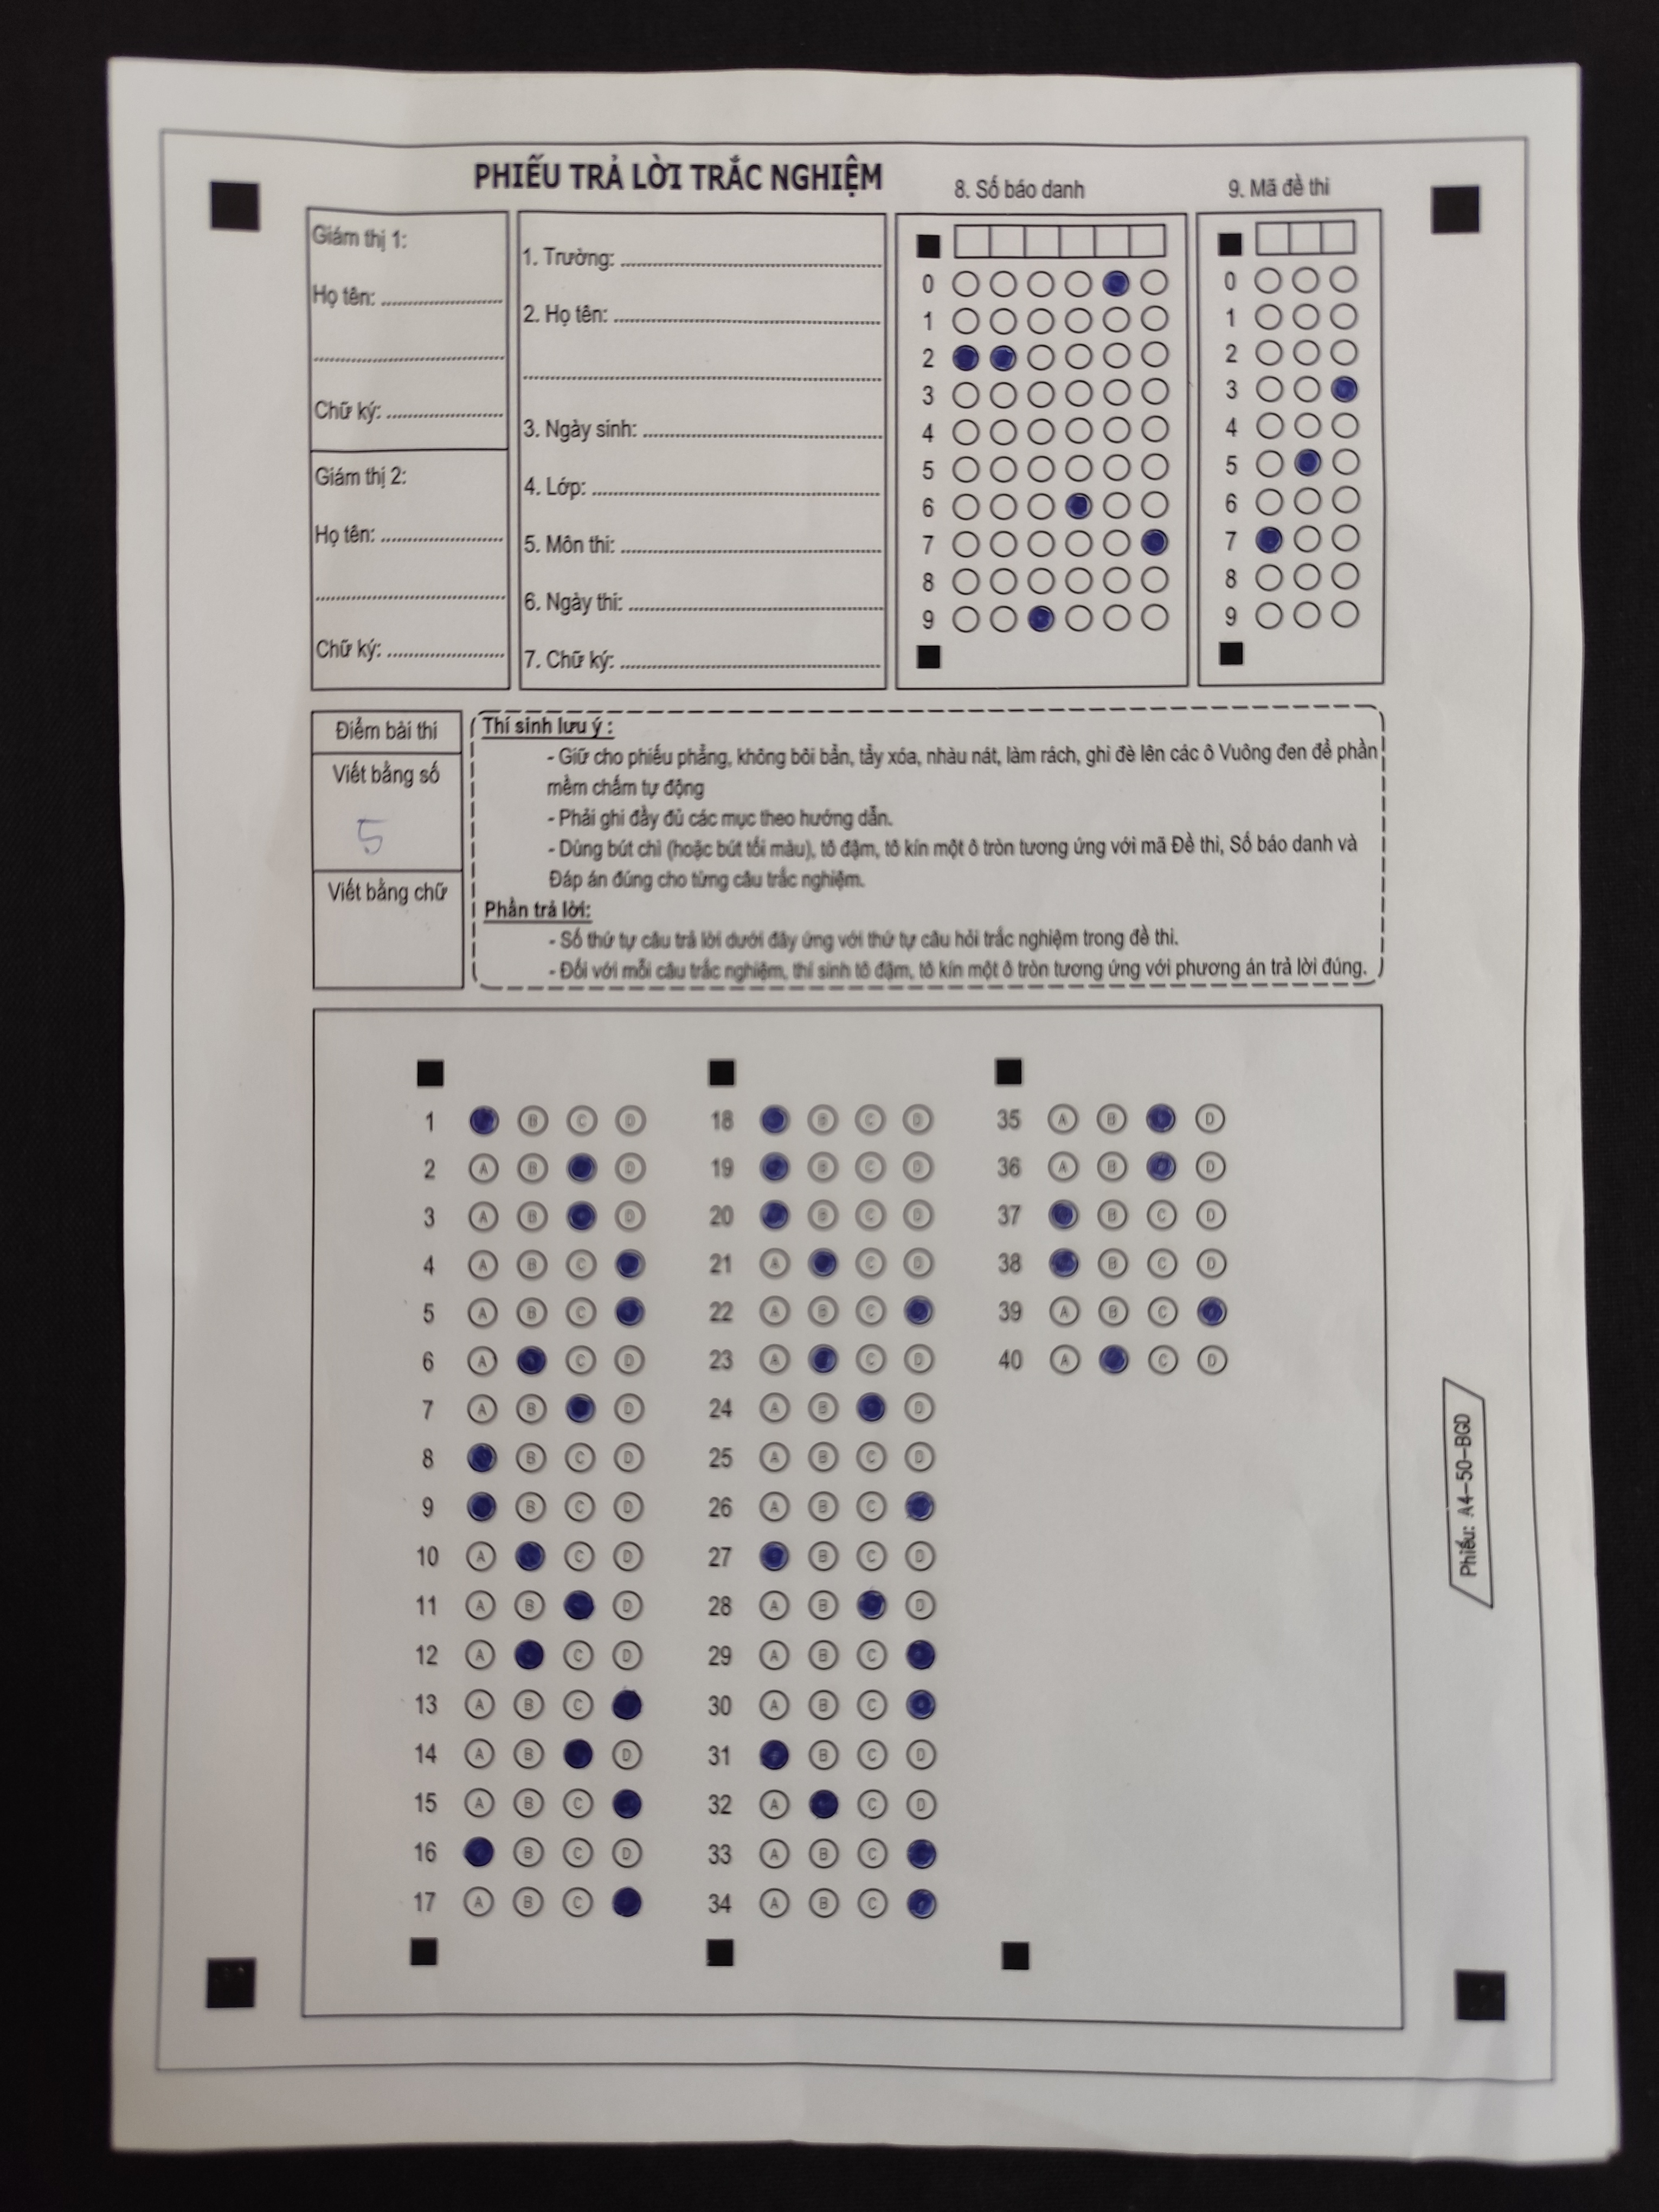 PHIẾU TRẢ LỜI TRẮC NGHIỆM
8. Số báo danh
9. Mã đề thi
Giám thị 1:
Họ tên:
Chữ ký:
Giám thị 2:
Họ tên:
Chữ ký:
1. Trường:
2. Họ tên:
3. Ngày sinh:
4. Lớp:
5. Môn thi:
6. Ngày thi:
7. Chữ ký:
0
1
2
3
4
5
6
7
8
9
0
1
2
3
4
5
6
7
8
9
Điểm bài thi
Viết bằng số
5
Viết bằng chữ
Thí sinh lưu ý :
- Giữ cho phiếu phẳng, không bôi bẩn, tẩy xóa, nhàu nát, làm rách, ghi đè lên các ô Vuông đen để phần
mềm chấm tự động
- Phải ghi đầy đủ các mục theo hướng dẫn.
- Dùng bút chì (hoặc bút tối màu), tô đậm, tô kín một ô tròn tương ứng với mã Đề thi, Số báo danh và
Đáp án đúng cho từng câu trắc nghiệm.
Phần trả lời:
- Số thứ tự câu trả lời dưới đây ứng với thứ tự câu hỏi trắc nghiệm trong đề thi.
- Đối với mỗi câu trắc nghiệm, thí sinh tô đậm, tô kín một ô tròn tương ứng với phương án trả lời đúng.
1 B C D
2 A B D
3 A B D
4 A B C
5 A B C
6 A C D
7 A B D
8 B C D
9 B C D
10 A C D
11 A B D
12 A C D
13 A B C
14 A B D
15 A B C
16 B C D
17 A B C
18 B C D
19 B C D
20 B C D
21 A C D
22 A B C
23 A C D
24 A B D
25 A B C D
26 A B C
27 B C D
28 A B D
29 A B C
30 A B C
31 B C D
32 A C D
33 A B C
34 A B C
35 A B D
36 A B D
37 B C D
38 B C D
39 A B C
40 A C D
Phiếu: A4-50-BGD